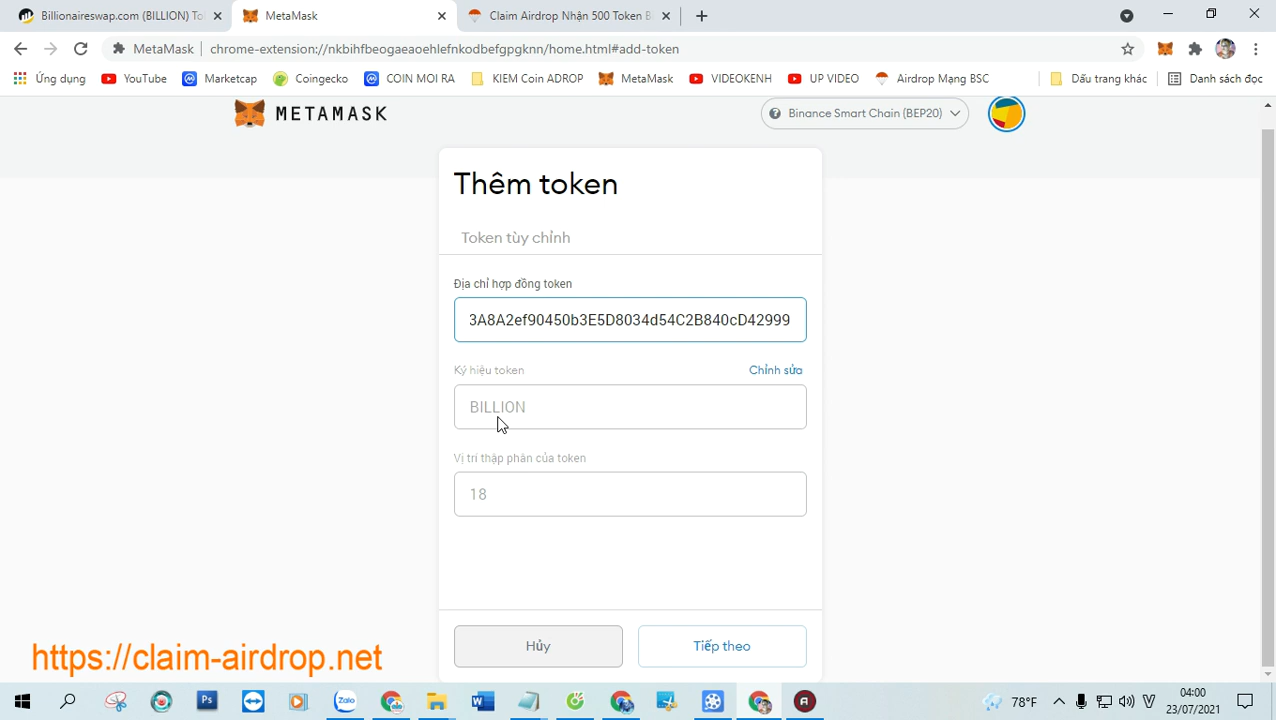 Billionaireswap.com (BILLION) To
MetaMask
Claim Airdrop Nhận 500 Token B
MetaMask
chrome-extension://nkbihfbeogaeaoehlefnkodbefgpgknn/home.html#add-token
Ứng dụng
YouTube
Marketcap
Coingecko
COIN MOI RA
KIEM Coin ADROP
MetaMask
VIDEOKENH
UP VIDEO
Airdrop Mạng BSC
Dấu trang khác
Danh sách đọc
METAMASK
Binance Smart Chain (BEP20)
Thêm token
Token tùy chỉnh
Địa chỉ hợp đồng token
3A8A2ef90450b3E5D8034d54C2B840cD42999
Ký hiệu token
Chỉnh sửa
BILLION
Vị trí thập phân của token
18
Hủy
Tiếp theo
https://claim-airdrop.net
Ps
Zalo
78°F
04:00
23/07/2021